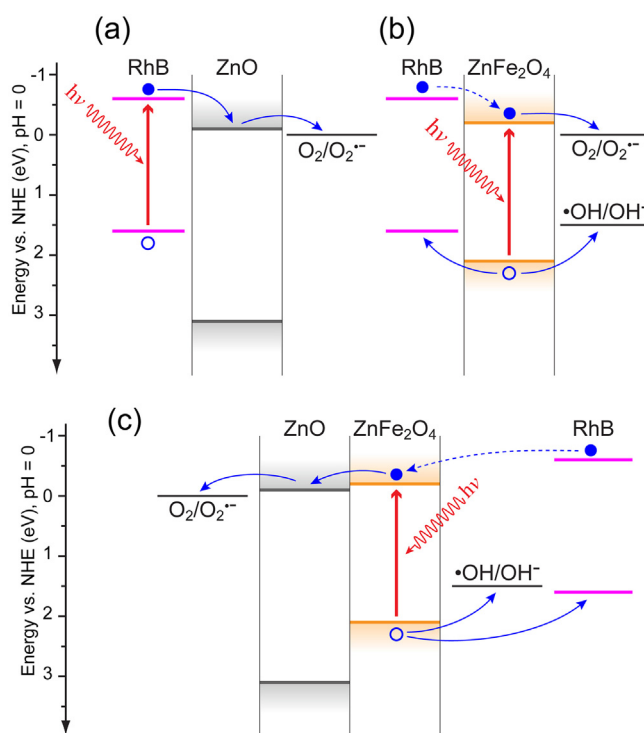 (a)
RhB ZnO
Energy vs. NHE (eV), pH = 0
-1
0
1
2
3
hν
O₂/O₂•⁻
(b)
RhB ZnFe₂O₄
hν
O₂/O₂•⁻
•OH/OH⁻
(c)
ZnO ZnFe₂O₄ RhB
Energy vs. NHE (eV), pH = 0
-1
0
1
2
3
hν
O₂/O₂•⁻
•OH/OH⁻